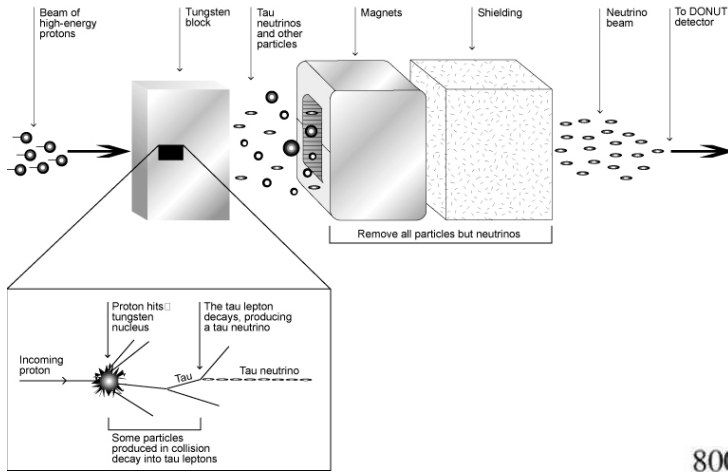 Beam of
high-energy
protons
Tungsten
block
Tau
neutrinos
and other
particles
Magnets
Shielding
Neutrino
beam
To DONUT
detector
Remove all particles but neutrinos
Proton hits□
tungsten
nucleus
The tau lepton
decays, producing
a tau neutrino
Incoming
proton
Tau
Tau neutrino
Some particles
produced in collision
decay into tau leptons